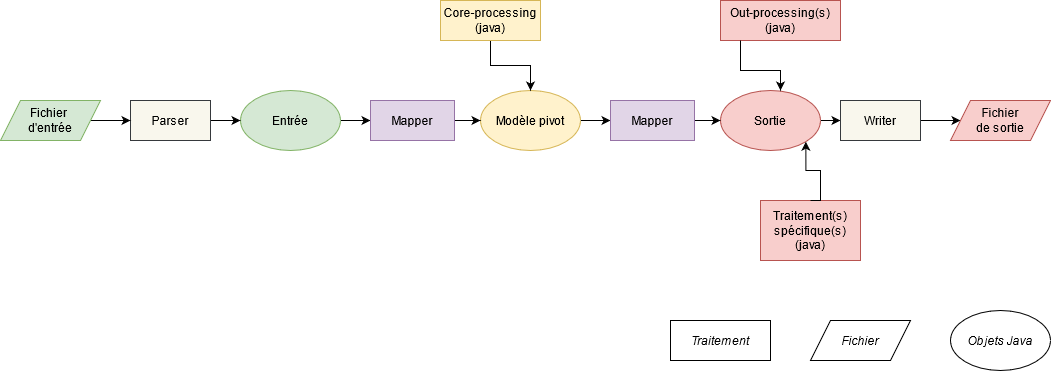 Core-processing
(java)
Out-processing(s)
(java)
Fichier
d'entrée
Parser
Entrée
Mapper
Modèle pivot
Mapper
Sortie
Writer
Fichier
de sortie
Traitement(s)
spécifique(s)
(java)
Traitement
Fichier
Objets Java